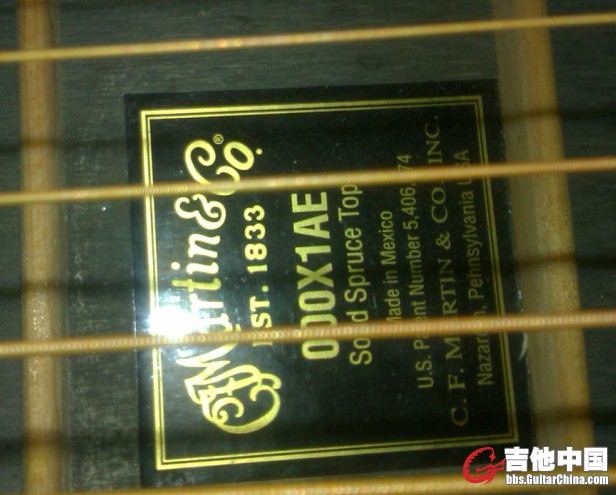 CF Martin & Co.®
EST. 1833
000X1AE
Solid Spruce Top
Made in Mexico
U.S. Patent Number 5,406,
C. F. MARTIN & CO., INC.
Nazareth, Pennsylvania USA
吉他中国
bbs.GuitarChina.com